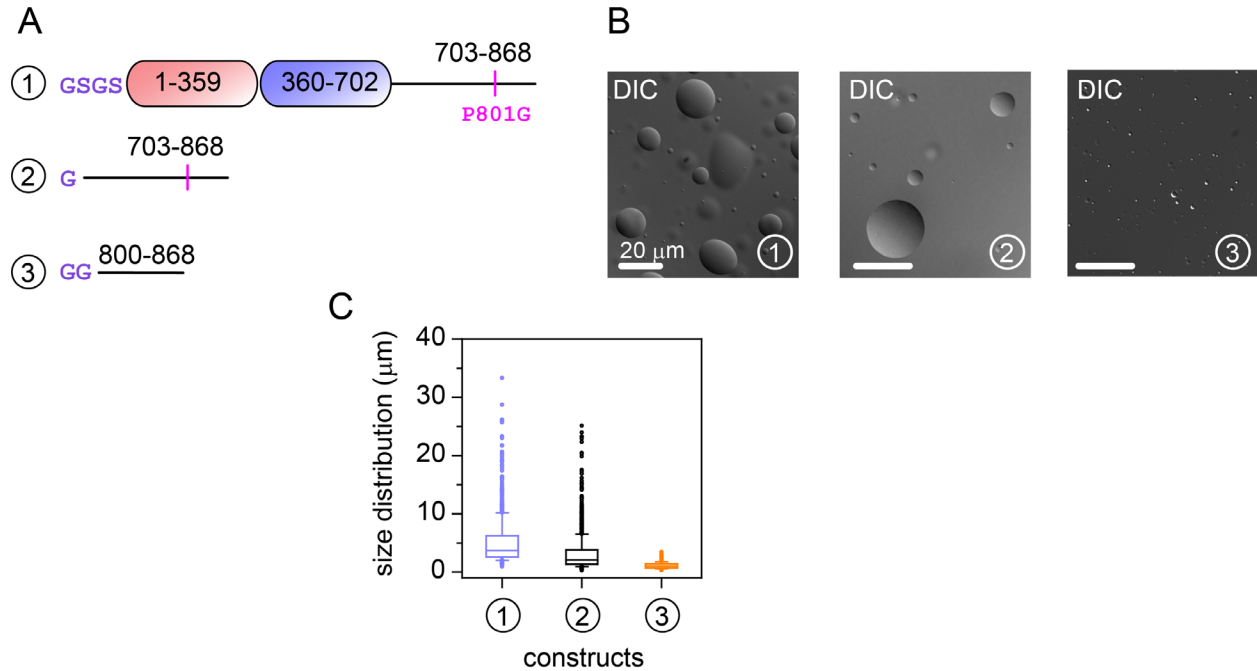 A
703-868
① GSGS 1-359 360-702
P801G
703-868
② G
800-868
③ GG
B
DIC DIC DIC
20 μm ① ② ③
C
40
30
20
10
0
size distribution (μm)
① ② ③
constructs